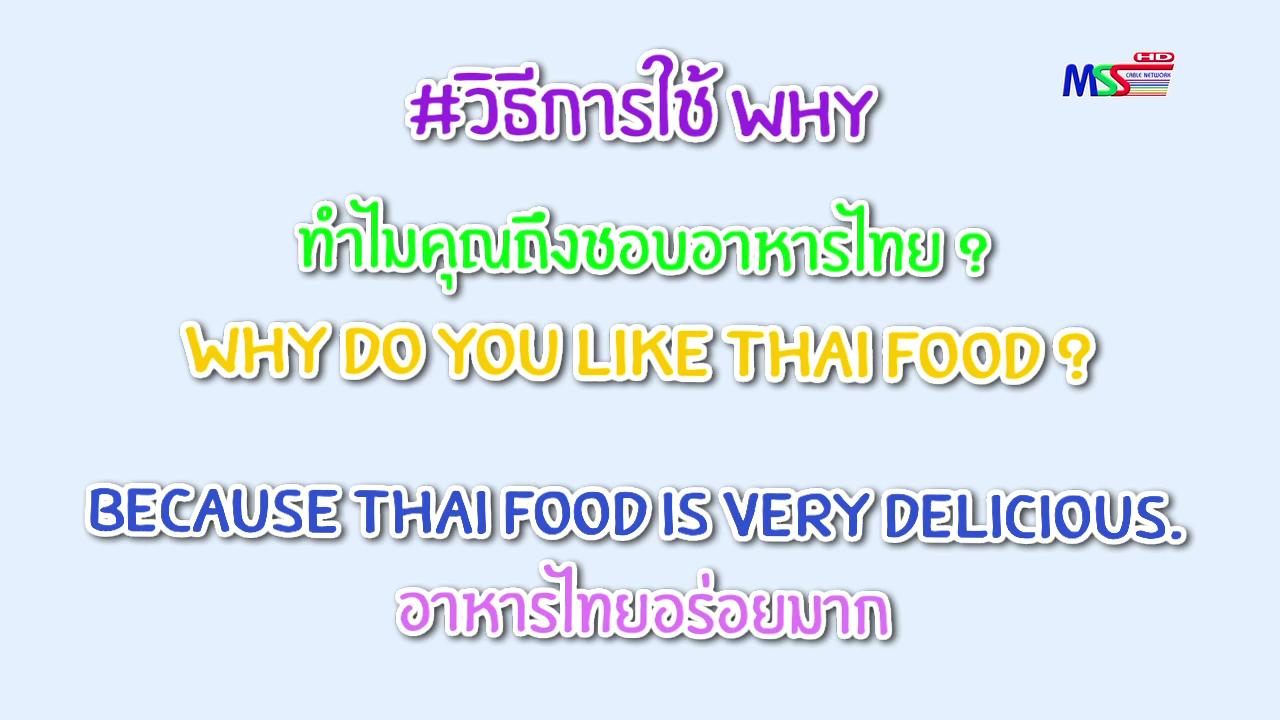 HD
MSS
CABLE NETWORK
#วิธีการใช้ WHY
ทำไมคุณถึงชอบอาหารไทย ?
WHY DO YOU LIKE THAI FOOD ?
BECAUSE THAI FOOD IS VERY DELICIOUS.
อาหารไทยอร่อยมาก